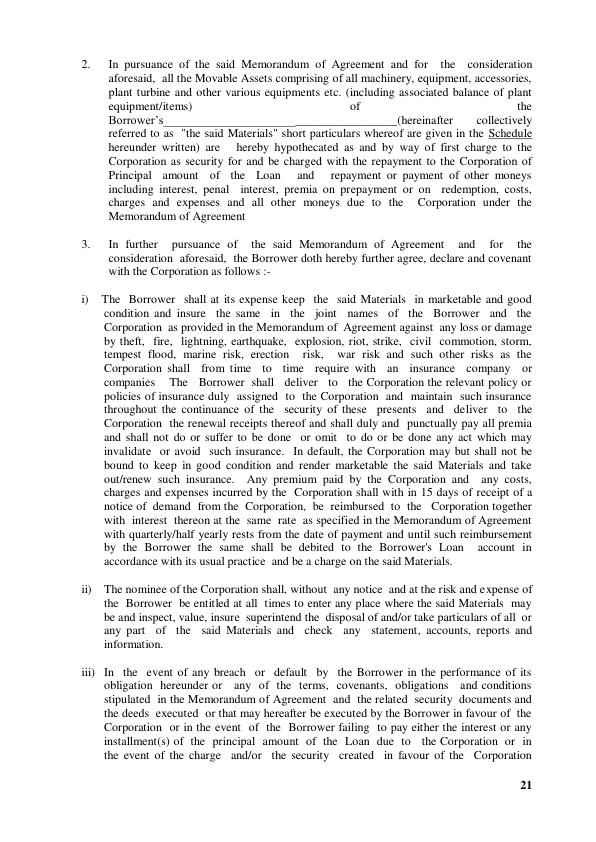 2. In pursuance of the said Memorandum of Agreement and for the consideration
aforesaid, all the Movable Assets comprising of all machinery, equipment, accessories,
plant turbine and other various equipments etc. (including associated balance of plant
equipment/items) of the
Borrower's________________________ ___________________(hereinafter collectively
referred to as "the said Materials" short particulars whereof are given in the Schedule
hereunder written) are hereby hypothecated as and by way of first charge to the
Corporation as security for and be charged with the repayment to the Corporation of
Principal amount of the Loan and repayment or payment of other moneys
including interest, penal interest, premia on prepayment or on redemption, costs,
charges and expenses and all other moneys due to the Corporation under the
Memorandum of Agreement
3. In further pursuance of the said Memorandum of Agreement and for the
consideration aforesaid, the Borrower doth hereby further agree, declare and covenant
with the Corporation as follows :-
i) The Borrower shall at its expense keep the said Materials in marketable and good
condition and insure the same in the joint names of the Borrower and the
Corporation as provided in the Memorandum of Agreement against any loss or damage
by theft, fire, lightning, earthquake, explosion, riot, strike, civil commotion, storm,
tempest flood, marine risk, erection risk, war risk and such other risks as the
Corporation shall from time to time require with an insurance company or
companies The Borrower shall deliver to the Corporation the relevant policy or
policies of insurance duly assigned to the Corporation and maintain such insurance
throughout the continuance of the security of these presents and deliver to the
Corporation the renewal receipts thereof and shall duly and punctually pay all premia
and shall not do or suffer to be done or omit to do or be done any act which may
invalidate or avoid such insurance. In default, the Corporation may but shall not be
bound to keep in good condition and render marketable the said Materials and take
out/renew such insurance. Any premium paid by the Corporation and any costs,
charges and expenses incurred by the Corporation shall with in 15 days of receipt of a
notice of demand from the Corporation, be reimbursed to the Corporation together
with interest thereon at the same rate as specified in the Memorandum of Agreement
with quarterly/half yearly rests from the date of payment and until such reimbursement
by the Borrower the same shall be debited to the Borrower's Loan account in
accordance with its usual practice and be a charge on the said Materials.
ii) The nominee of the Corporation shall, without any notice and at the risk and expense of
the Borrower be entitled at all times to enter any place where the said Materials may
be and inspect, value, insure superintend the disposal of and/or take particulars of all or
any part of the said Materials and check any statement, accounts, reports and
information.
iii) In the event of any breach or default by the Borrower in the performance of its
obligation hereunder or any of the terms, covenants, obligations and conditions
stipulated in the Memorandum of Agreement and the related security documents and
the deeds executed or that may hereafter be executed by the Borrower in favour of the
Corporation or in the event of the Borrower failing to pay either the interest or any
installment(s) of the principal amount of the Loan due to the Corporation or in
the event of the charge and/or the security created in favour of the Corporation
21